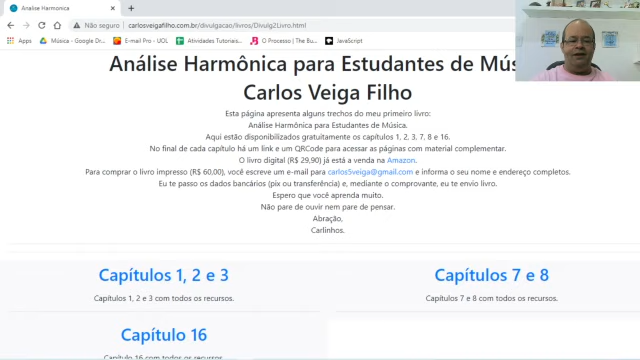 Analise Harmonica
Não seguro
carlosveigafilho.com.br/divulgacao/livros/Divulg2Livro.html
Apps
Música - Google Dr...
E-mail Pro - UOL
Atividades Tutoriais...
O Processo | The Bu...
JavaScript
Análise Harmônica para Estudantes de Mús
Carlos Veiga Filho
Esta página apresenta alguns trechos do meu primeiro livro:
Análise Harmônica para Estudantes de Música.
Aqui estão disponibilizados gratuitamente os capítulos 1, 2, 3, 7, 8 e 16.
No final de cada capítulo há um link e um QRCode para acessar as páginas com material complementar.
O livro digital (R$ 29,90) já está a venda na Amazon.
Para comprar o livro impresso (R$ 60,00), você escreve um e-mail para carlos5veiga@gmail.com e informa o seu nome e endereço completos.
Eu te passo os dados bancários (pix ou transferência) e, mediante o comprovante, eu te envio livro.
Espero que você aprenda muito.
Não pare de ouvir nem pare de pensar.
Abração,
Carlinhos.
Capítulos 1, 2 e 3
Capítulos 7 e 8
Capítulos 1, 2 e 3 com todos os recursos.
Capítulos 7 e 8 com todos os recursos.
Capítulo 16
Capítulo 16 com todos os recursos.